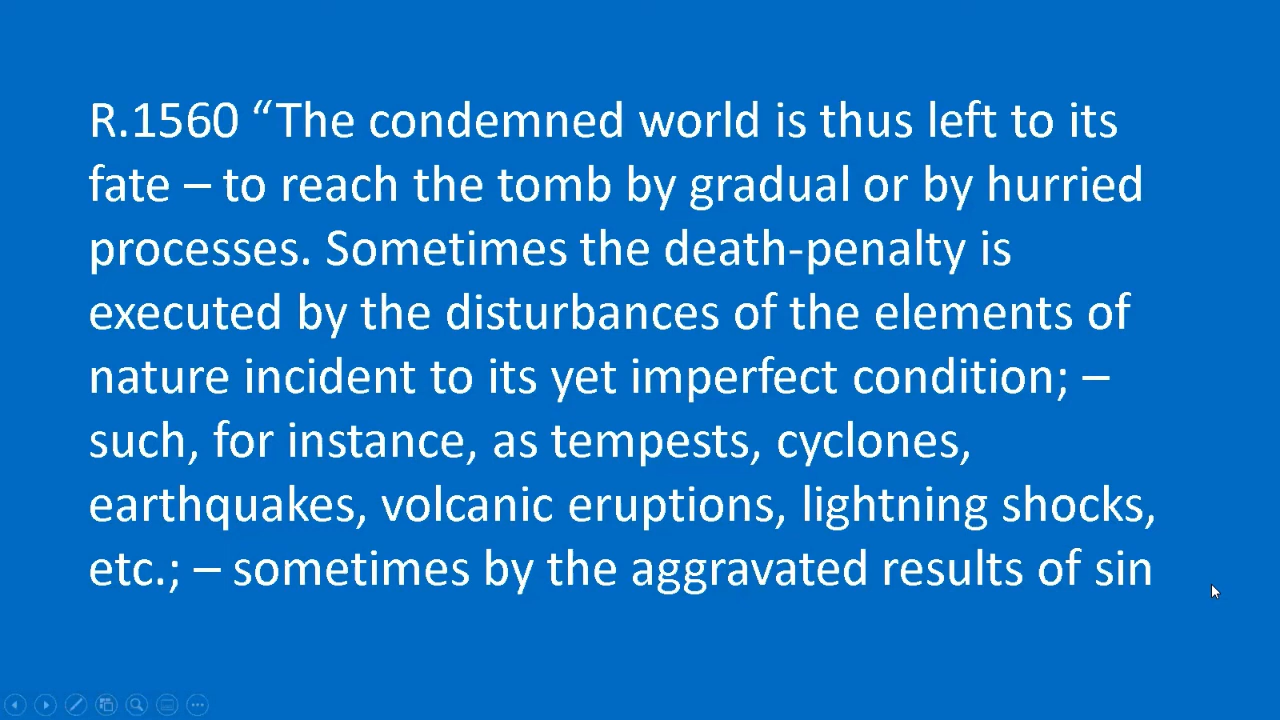 R.1560 “The condemned world is thus left to its
fate – to reach the tomb by gradual or by hurried
processes. Sometimes the death-penalty is
executed by the disturbances of the elements of
nature incident to its yet imperfect condition; –
such, for instance, as tempests, cyclones,
earthquakes, volcanic eruptions, lightning shocks,
etc.; – sometimes by the aggravated results of sin